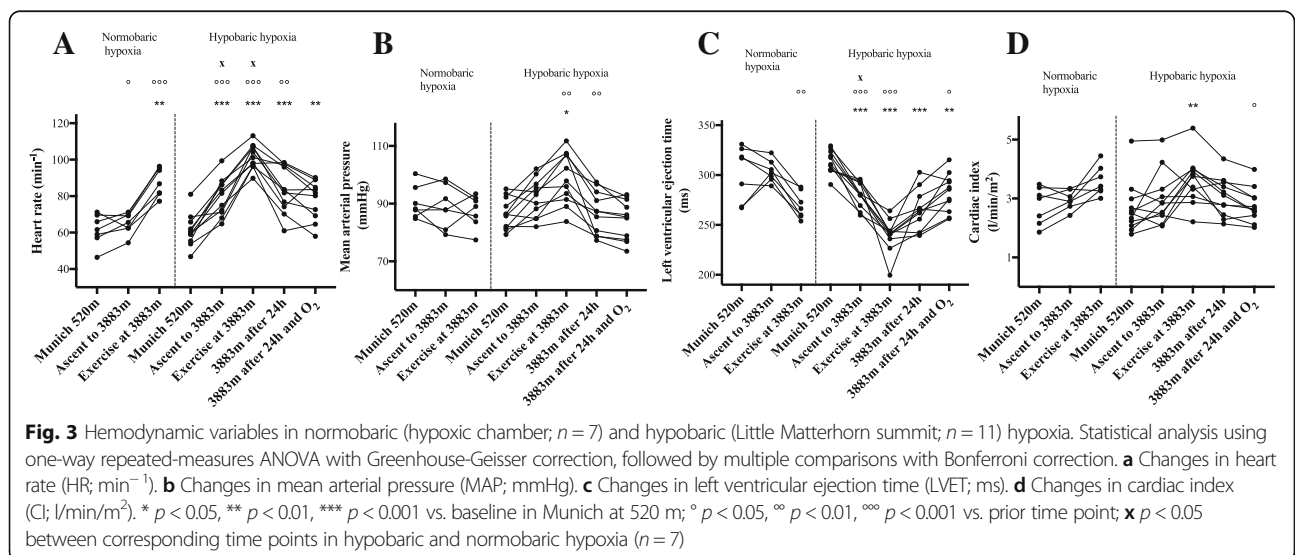 A
Normobaric
hypoxia
Hypobaric hypoxia
x x
° °°° °°° °°° °°
** *** *** *** **
Heart rate (min⁻¹)
120
100
80
60
40
Munich 520m
Ascent to 3883m
Exercise at 3883m
Munich 520m
Ascent to 3883m
Exercise at 3883m
3883m after 24h
3883m after 24h and O₂
B
Normobaric
hypoxia
Hypobaric hypoxia
°° °°
*
Mean arterial pressure
(mmHg)
110
90
70
Munich 520m
Ascent to 3883m
Exercise at 3883m
Munich 520m
Ascent to 3883m
Exercise at 3883m
3883m after 24h
3883m after 24h and O₂
C
Normobaric
hypoxia
Hypobaric hypoxia
x
°° °°° °°° °
*** *** *** **
Left ventricular ejection time
(ms)
350
300
250
200
Munich 520m
Ascent to 3883m
Exercise at 3883m
Munich 520m
Ascent to 3883m
Exercise at 3883m
3883m after 24h
3883m after 24h and O₂
D
Normobaric
hypoxia
Hypobaric hypoxia
** °
Cardiac index
(l/min/m²)
5
3
1
Munich 520m
Ascent to 3883m
Exercise at 3883m
Munich 520m
Ascent to 3883m
Exercise at 3883m
3883m after 24h
3883m after 24h and O₂
Fig. 3 Hemodynamic variables in normobaric (hypoxic chamber; n = 7) and hypobaric (Little Matterhorn summit; n = 11) hypoxia. Statistical analysis using
one-way repeated-measures ANOVA with Greenhouse-Geisser correction, followed by multiple comparisons with Bonferroni correction. a Changes in heart
rate (HR; min⁻¹). b Changes in mean arterial pressure (MAP; mmHg). c Changes in left ventricular ejection time (LVET; ms). d Changes in cardiac index
(CI; l/min/m²). * p < 0.05, ** p < 0.01, *** p < 0.001 vs. baseline in Munich at 520 m; ° p < 0.05, °° p < 0.01, °°° p < 0.001 vs. prior time point; x p < 0.05
between corresponding time points in hypobaric and normobaric hypoxia (n = 7)